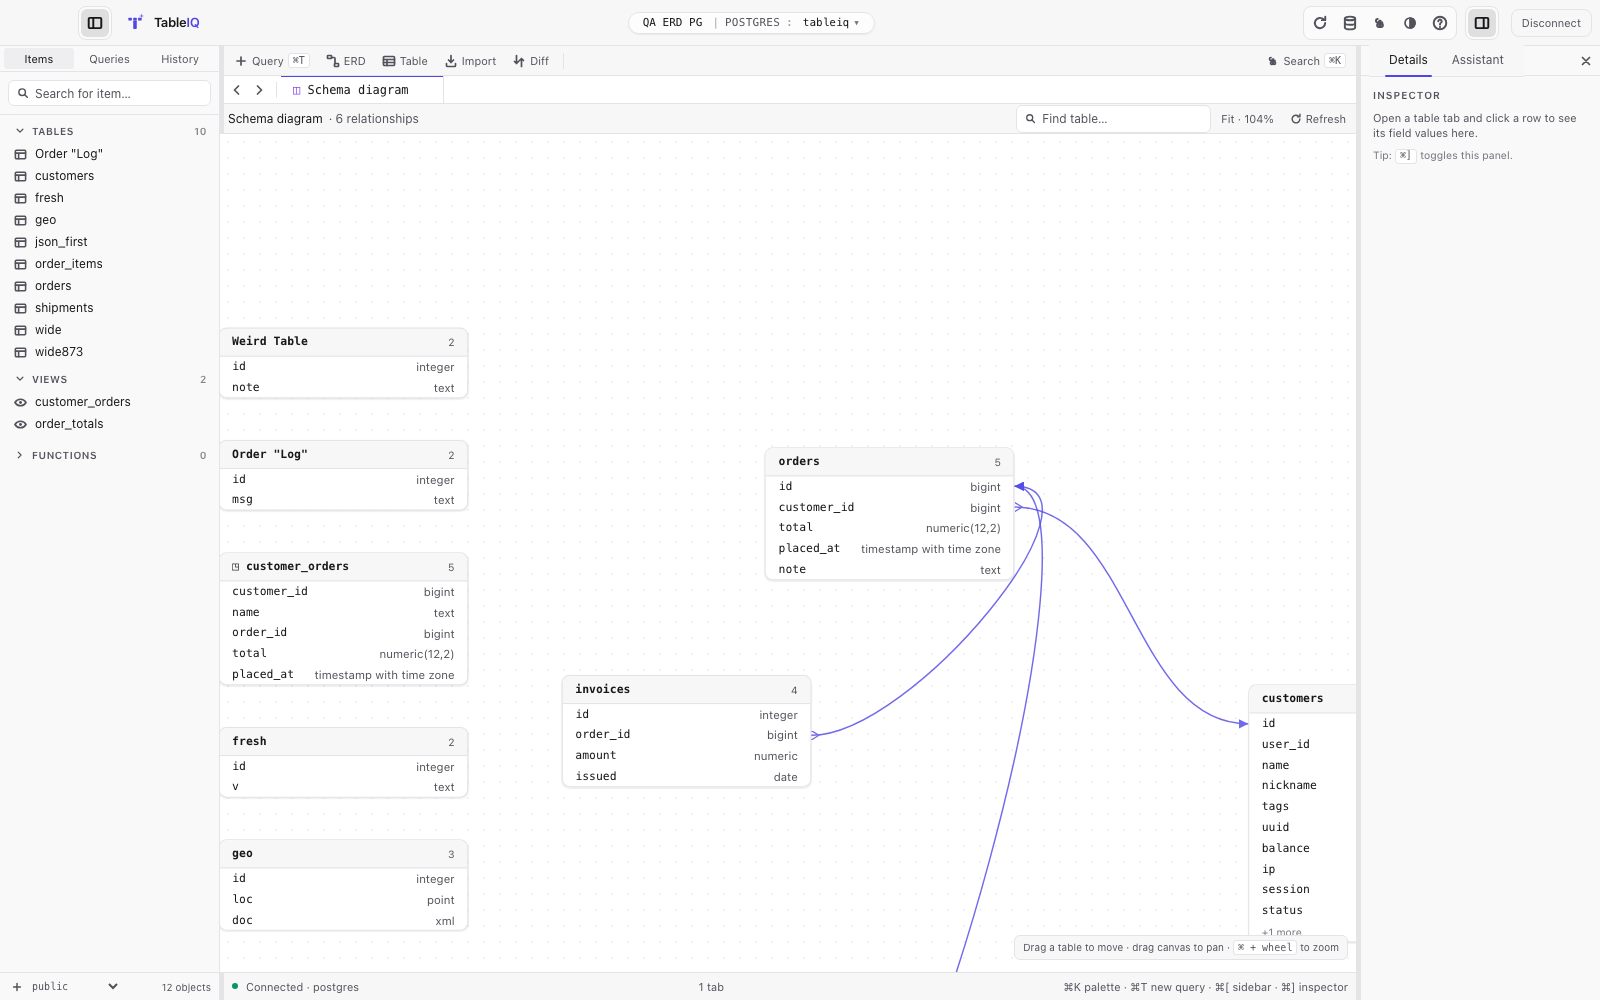 TableIQ
QA ERD PG | POSTGRES : tableiq ▾
Disconnect
Items Queries History
+ Query ⌘T ERD Table Import Diff
Search ⌘K
Details Assistant
Search for item...
Schema diagram
Schema diagram · 6 relationships
Find table...
Fit · 104%
Refresh
INSPECTOR
Open a table tab and click a row to see
its field values here.
Tip: ⌘] toggles this panel.
TABLES 10
Order "Log"
customers
fresh
geo
json_first
order_items
orders
shipments
wide
wide873
VIEWS 2
customer_orders
order_totals
FUNCTIONS 0
Weird Table 2
id integer
note text
Order "Log" 2
id integer
msg text
customer_orders 5
customer_id bigint
name text
order_id bigint
total numeric(12,2)
placed_at timestamp with time zone
fresh 2
id integer
v text
geo 3
id integer
loc point
doc xml
orders 5
id bigint
customer_id bigint
total numeric(12,2)
placed_at timestamp with time zone
note text
invoices 4
id integer
order_id bigint
amount numeric
issued date
customers
id
user_id
name
nickname
tags
uuid
balance
ip
session
status
+1 more
Drag a table to move · drag canvas to pan · ⌘ + wheel to zoom
+ public 12 objects
Connected · postgres
1 tab
⌘K palette · ⌘T new query · ⌘[ sidebar · ⌘] inspector